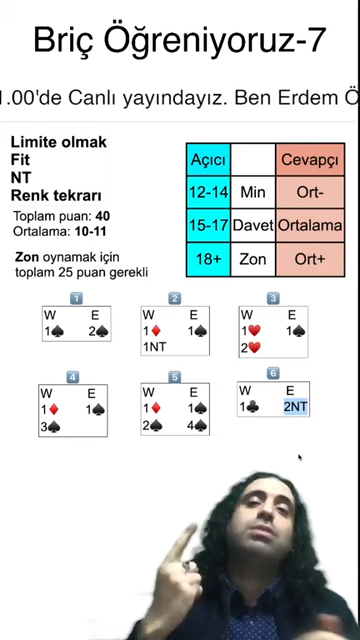 Briç Öğreniyoruz-7
1.00'de Canlı yayındayız. Ben Erdem Ö
Limite olmak
Fit
NT
Renk tekrarı
Toplam puan: 40
Ortalama: 10-11
Zon oynamak için
toplam 25 puan gerekli
Açıcı Cevapçı
12-14 Min Ort-
15-17 Davet Ortalama
18+ Zon Ort+
1 2 3
W E
1♠ 2♠
W E
1♦ 1♠
1NT
W E
1♥ 1♠
2♥
4 5 6
W E
1♦ 1♠
3♠
W E
1♦ 1♠
2♠ 4♠
W E
1♣ 2NT